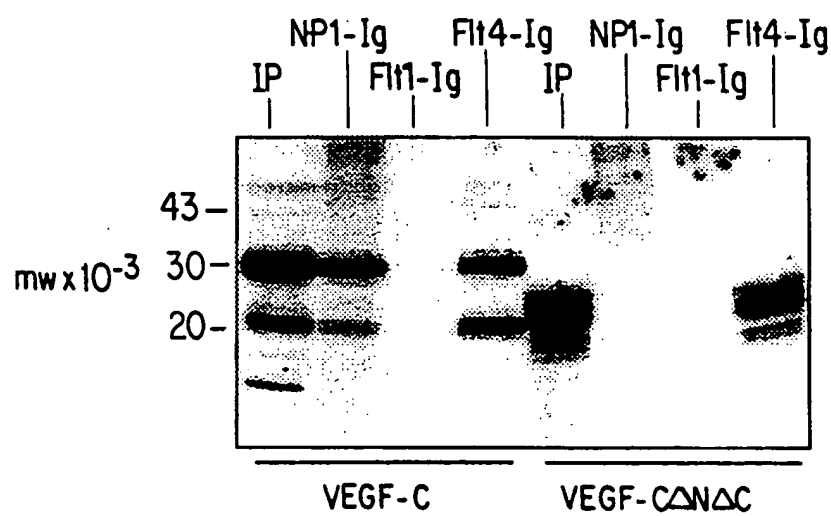 NP1-Ig Flt4-Ig NP1-Ig Flt4-Ig
IP Flt1-Ig IP Flt1-Ig
43
mw x 10-3 30
20
VEGF-C VEGF-CΔNΔC